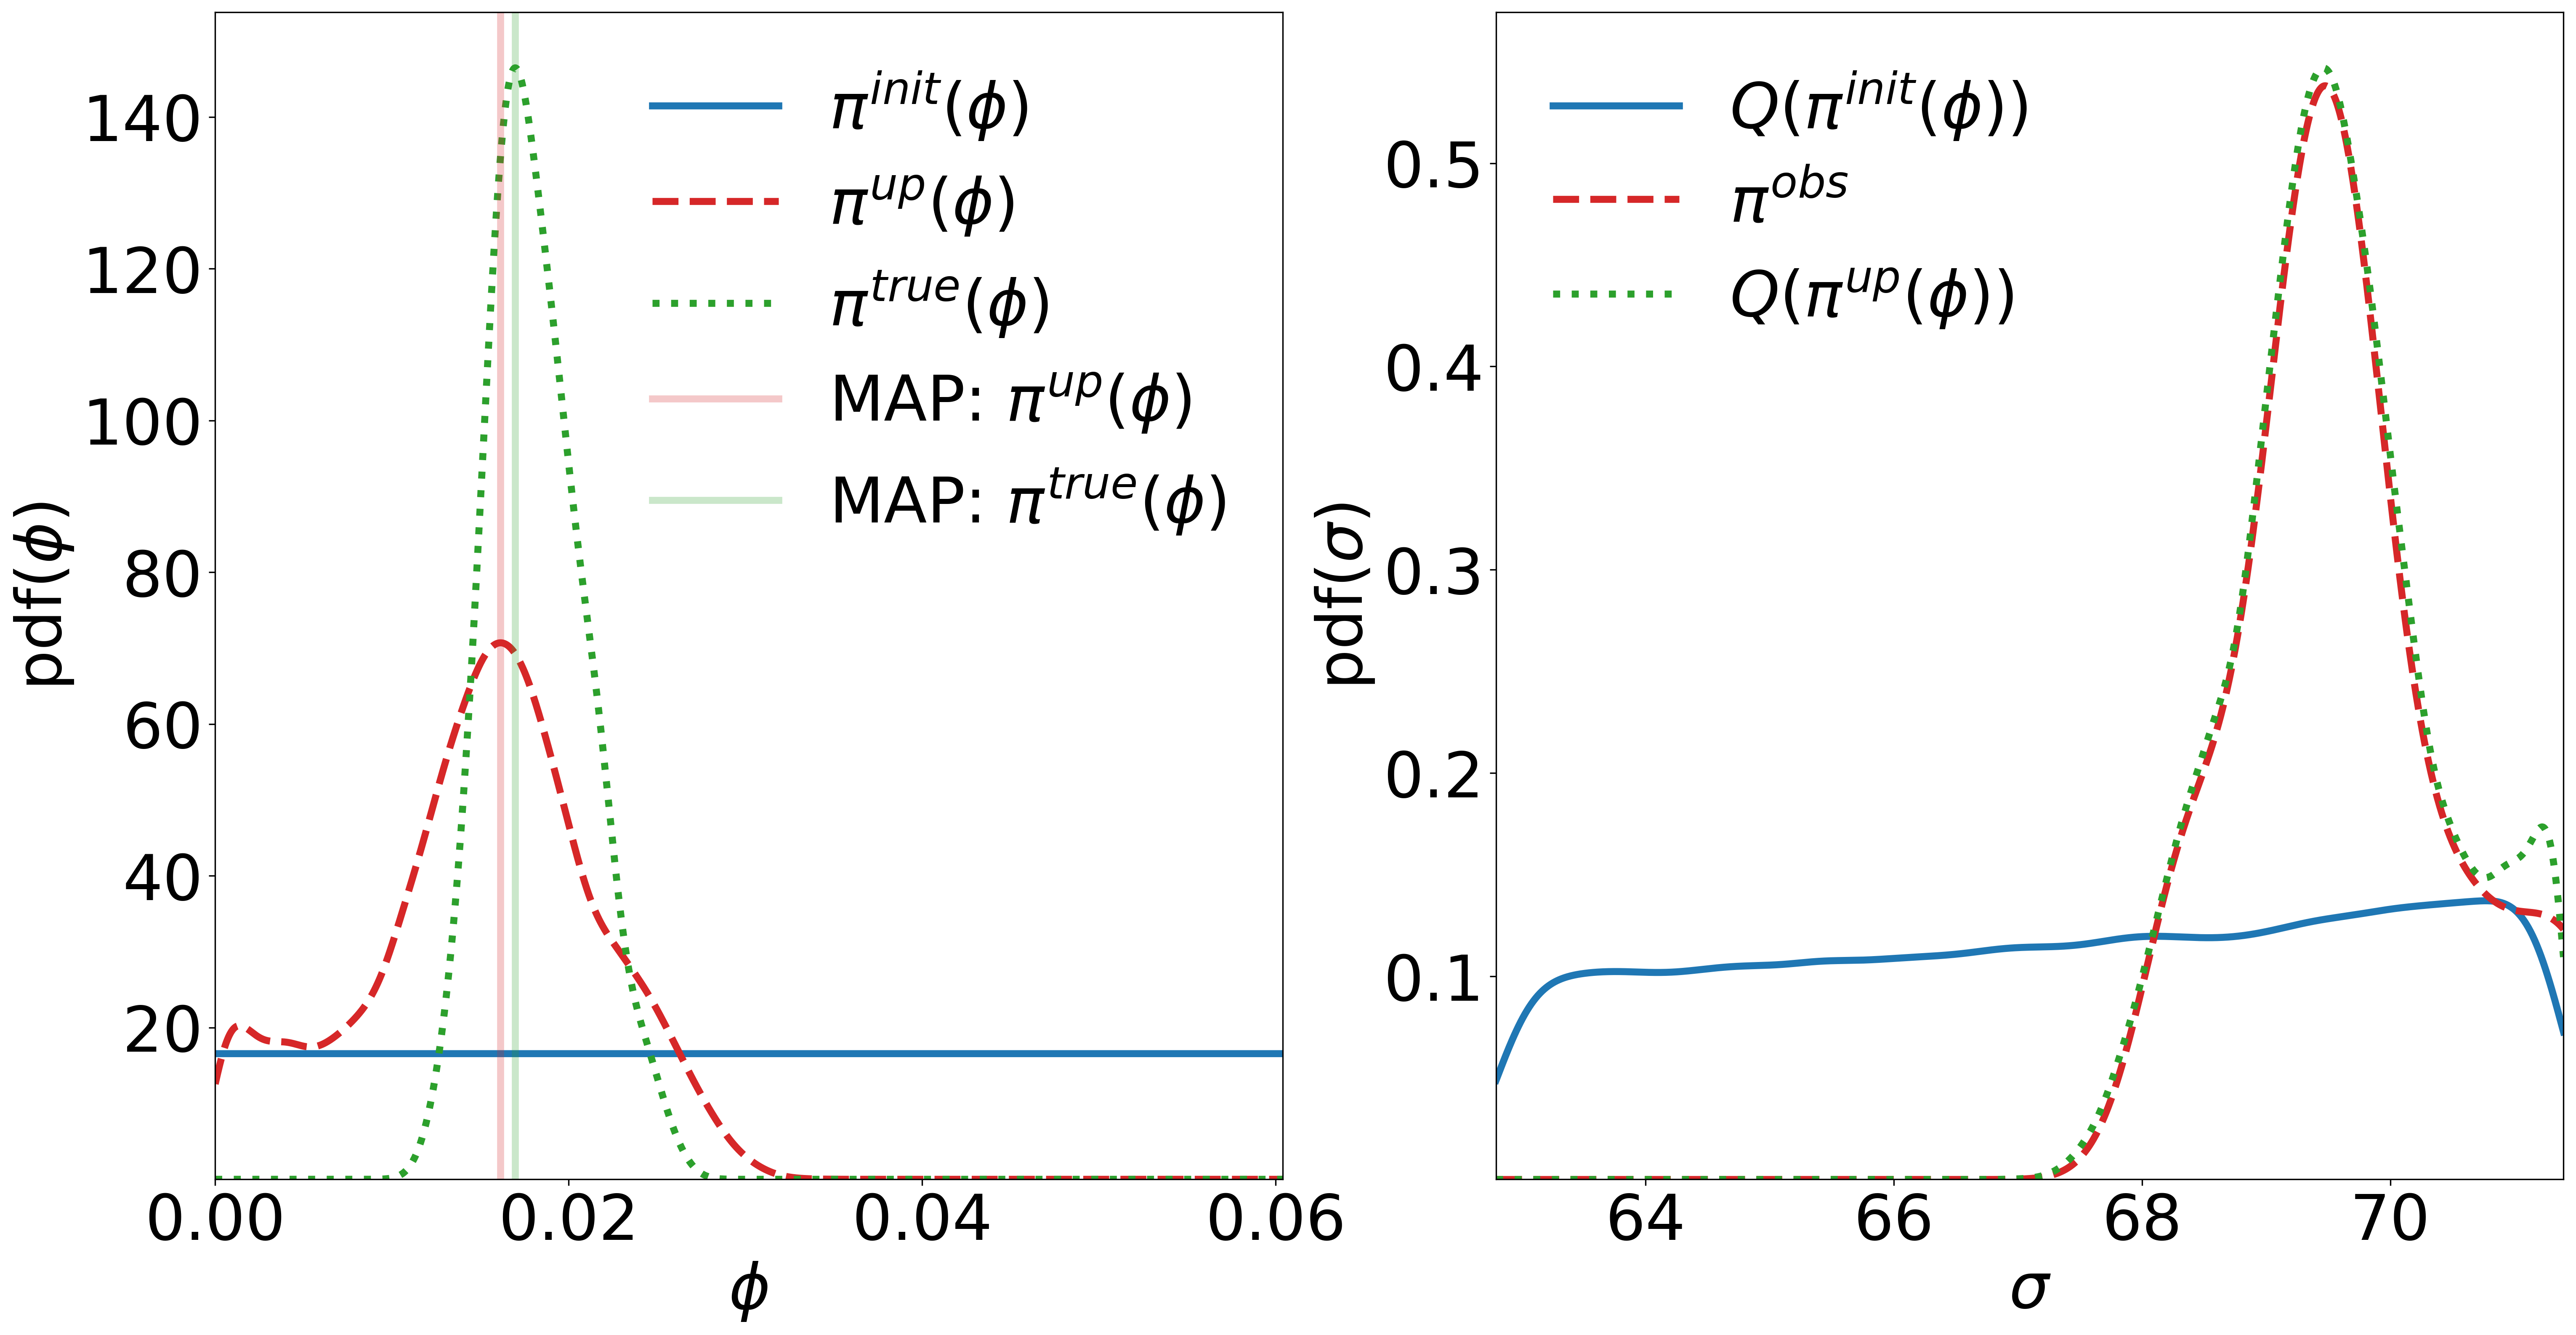 pdf(ϕ)
140
120
100
80
60
40
20
0.00 0.02 0.04 0.06
ϕ
π^{init}(ϕ)
π^{up}(ϕ)
π^{true}(ϕ)
MAP: π^{up}(ϕ)
MAP: π^{true}(ϕ)
pdf(σ)
0.5
0.4
0.3
0.2
0.1
64 66 68 70
σ
Q(π^{init}(ϕ))
π^{obs}
Q(π^{up}(ϕ))